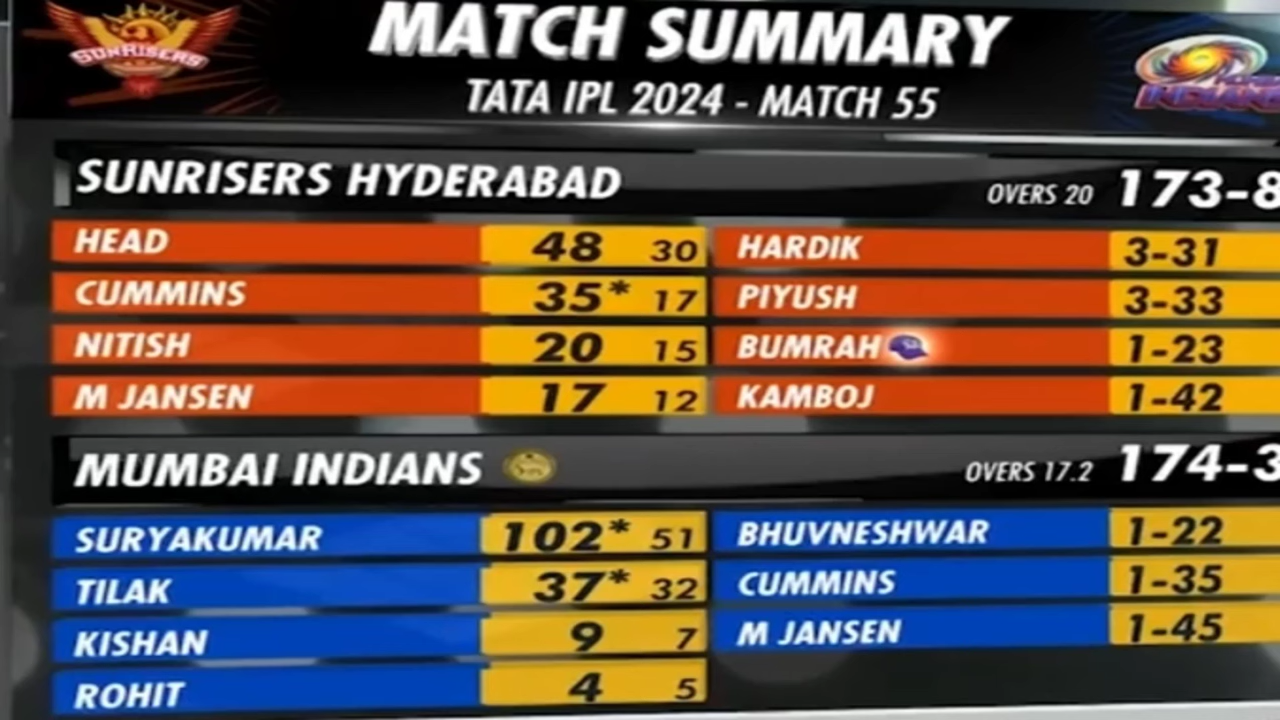 SUNRISERS
MATCH SUMMARY
TATA IPL 2024 - MATCH 55
INDIANS
SUNRISERS HYDERABAD OVERS 20 173-8
HEAD 48 30 HARDIK 3-31
CUMMINS 35* 17 PIYUSH 3-33
NITISH 20 15 BUMRAH 1-23
M JANSEN 17 12 KAMBOJ 1-42
MUMBAI INDIANS OVERS 17.2 174-3
SURYAKUMAR 102* 51 BHUVNESHWAR 1-22
TILAK 37* 32 CUMMINS 1-35
KISHAN 9 7 M JANSEN 1-45
ROHIT 4 5